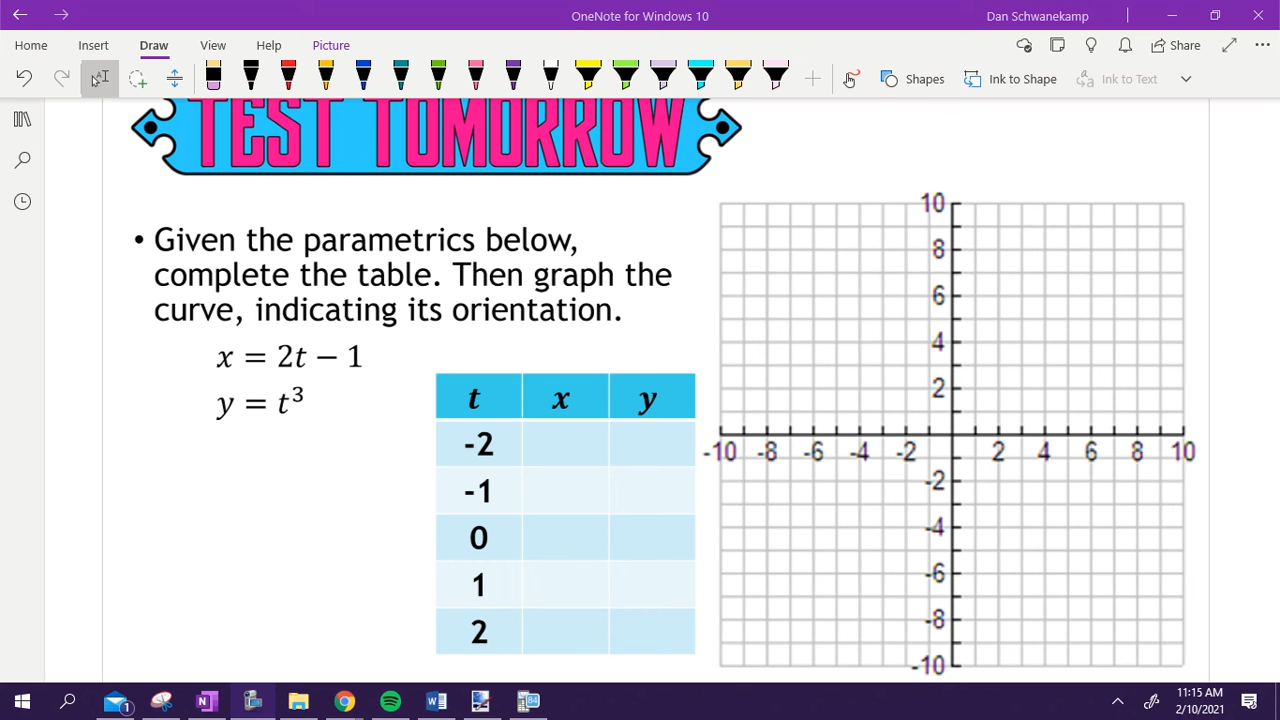 OneNote for Windows 10
Dan Schwanekamp
Home Insert Draw View Help Picture
Share
Shapes Ink to Shape Ink to Text
TEST TOMORROW
• Given the parametrics below,
complete the table. Then graph the
curve, indicating its orientation.
x = 2t − 1
y = t³
t x y
-2
-1
0
1
2
10
8
6
4
2
-10 -8 -6 -4 -2 2 4 6 8 10
-2
-4
-6
-8
-10
11:15 AM
2/10/2021